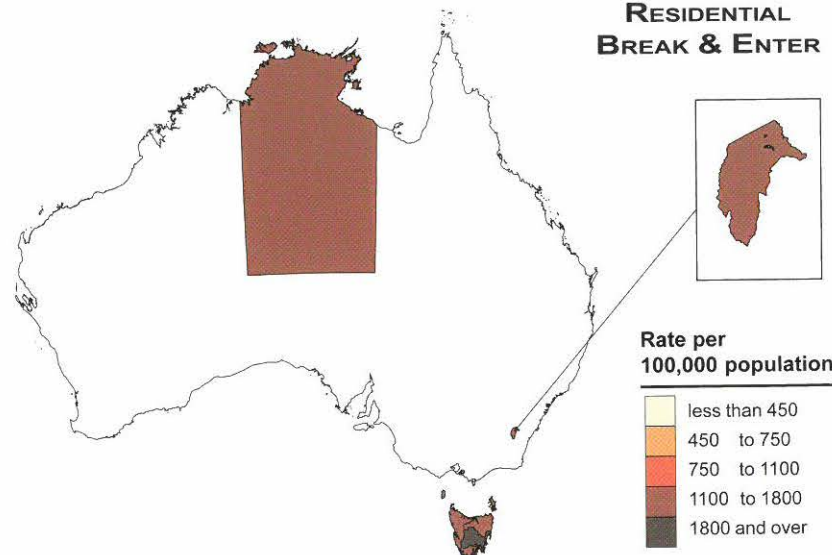 RESIDENTIAL
BREAK & ENTER
Rate per
100,000 population
less than 450
450 to 750
750 to 1100
1100 to 1800
1800 and over